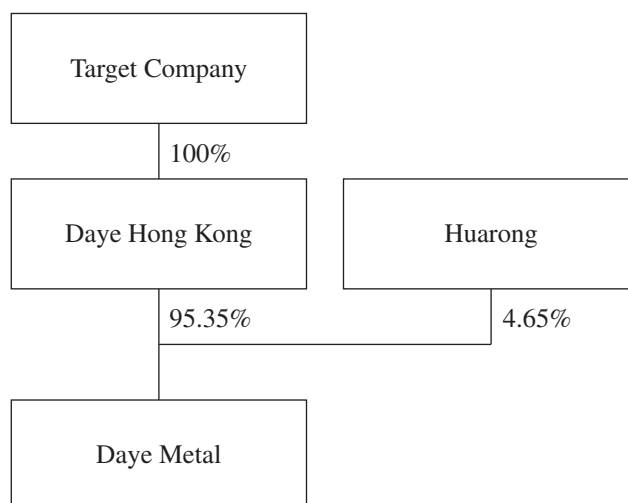 Target Company
100%
Daye Hong Kong
Huarong
95.35%
4.65%
Daye Metal